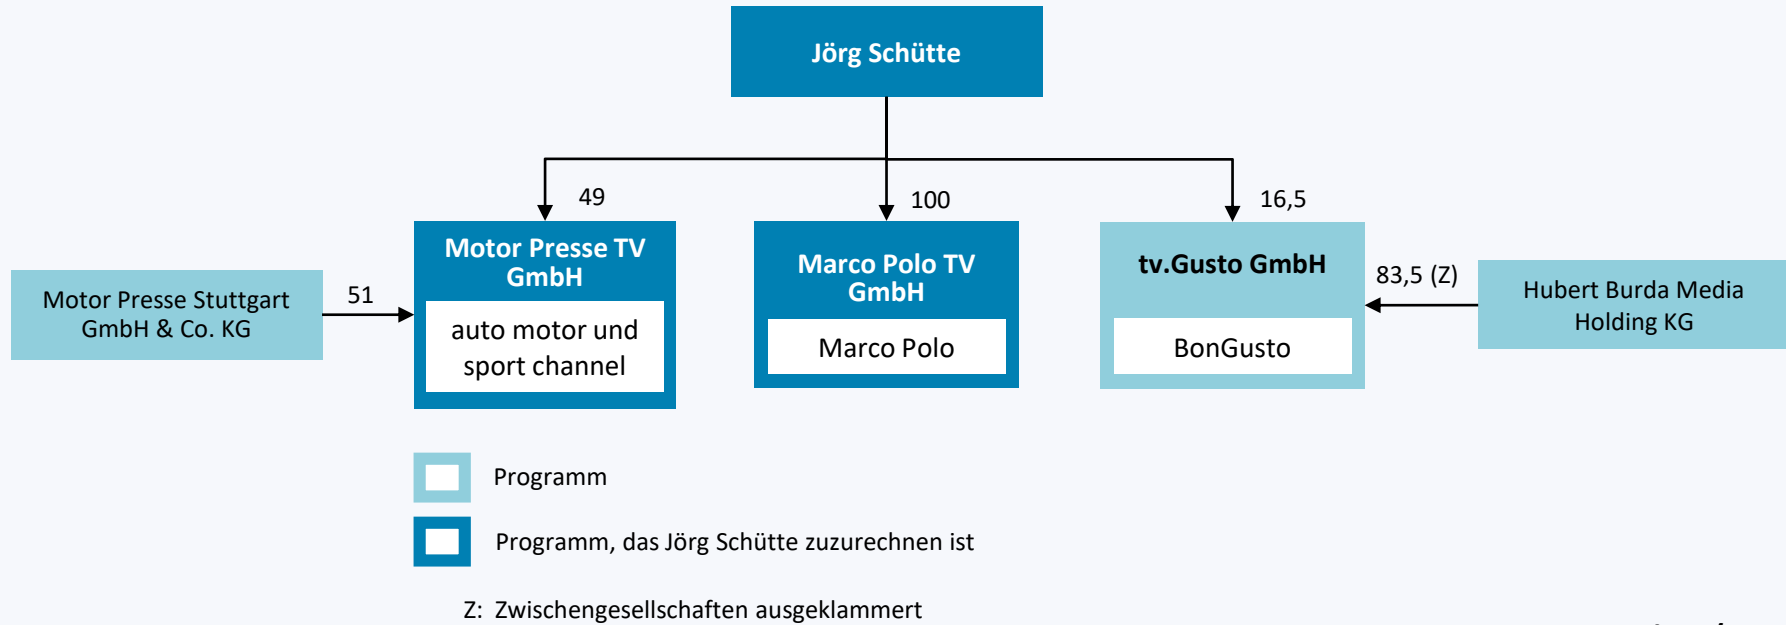 Jörg Schütte
49
100
16,5
Motor Presse TV
GmbH
auto motor und
sport channel
Marco Polo TV
GmbH
Marco Polo
tv.Gusto GmbH
BonGusto
Motor Presse Stuttgart
GmbH & Co. KG
51
83,5 (Z)
Hubert Burda Media
Holding KG
Programm
Programm, das Jörg Schütte zuzurechnen ist
Z: Zwischengesellschaften ausgeklammert